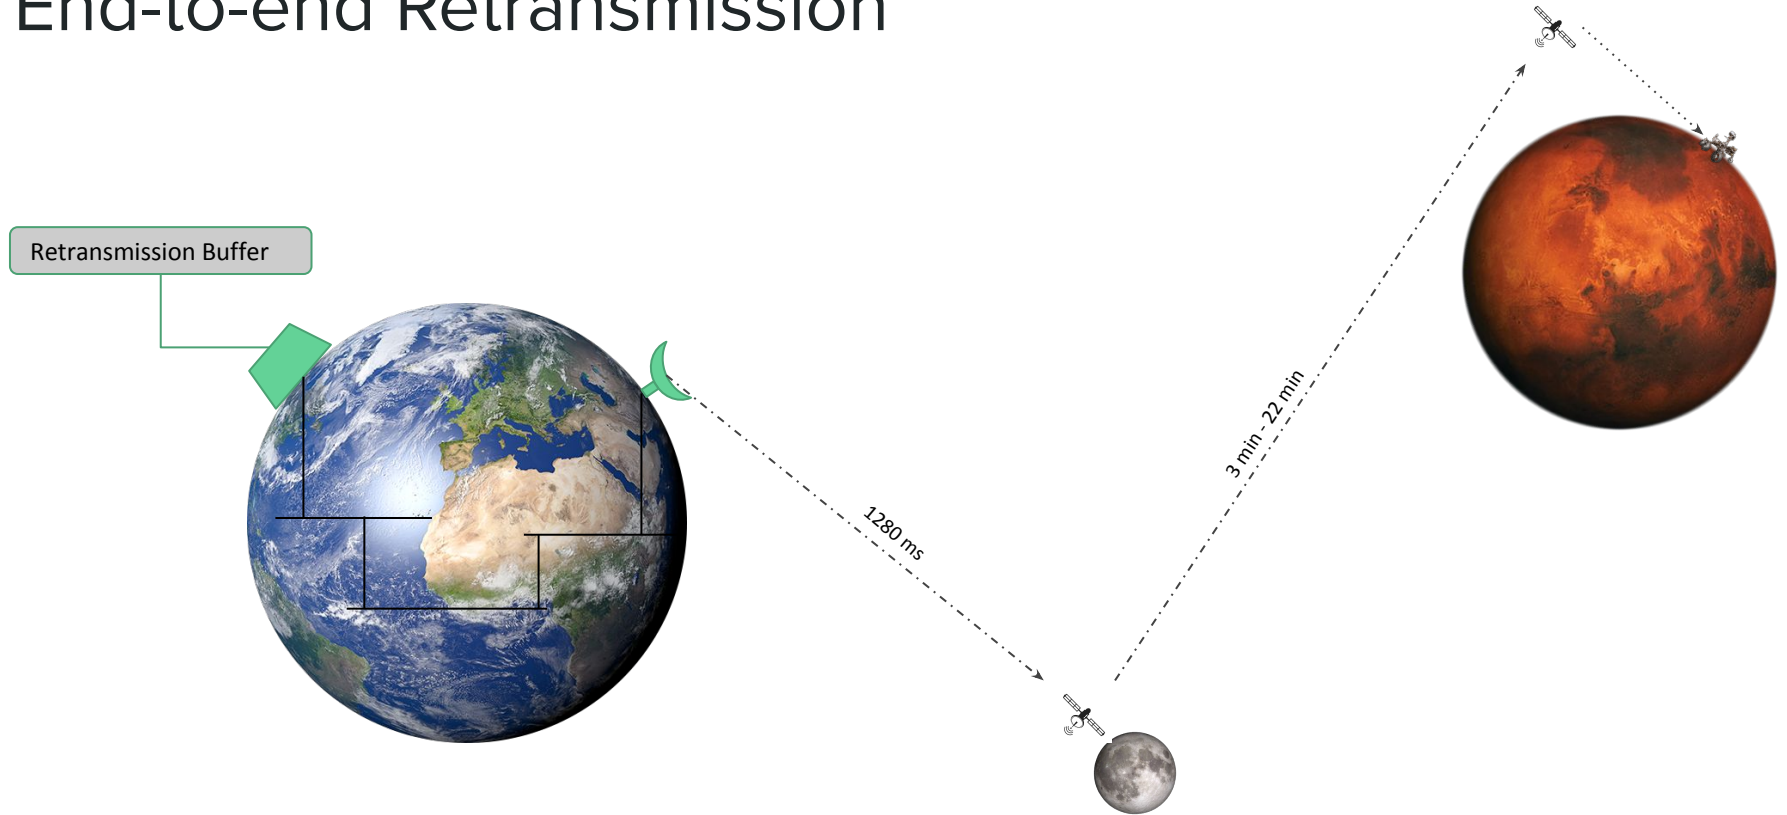 End-to-end Retransmission
Retransmission Buffer
1280 ms
3 min - 22 min